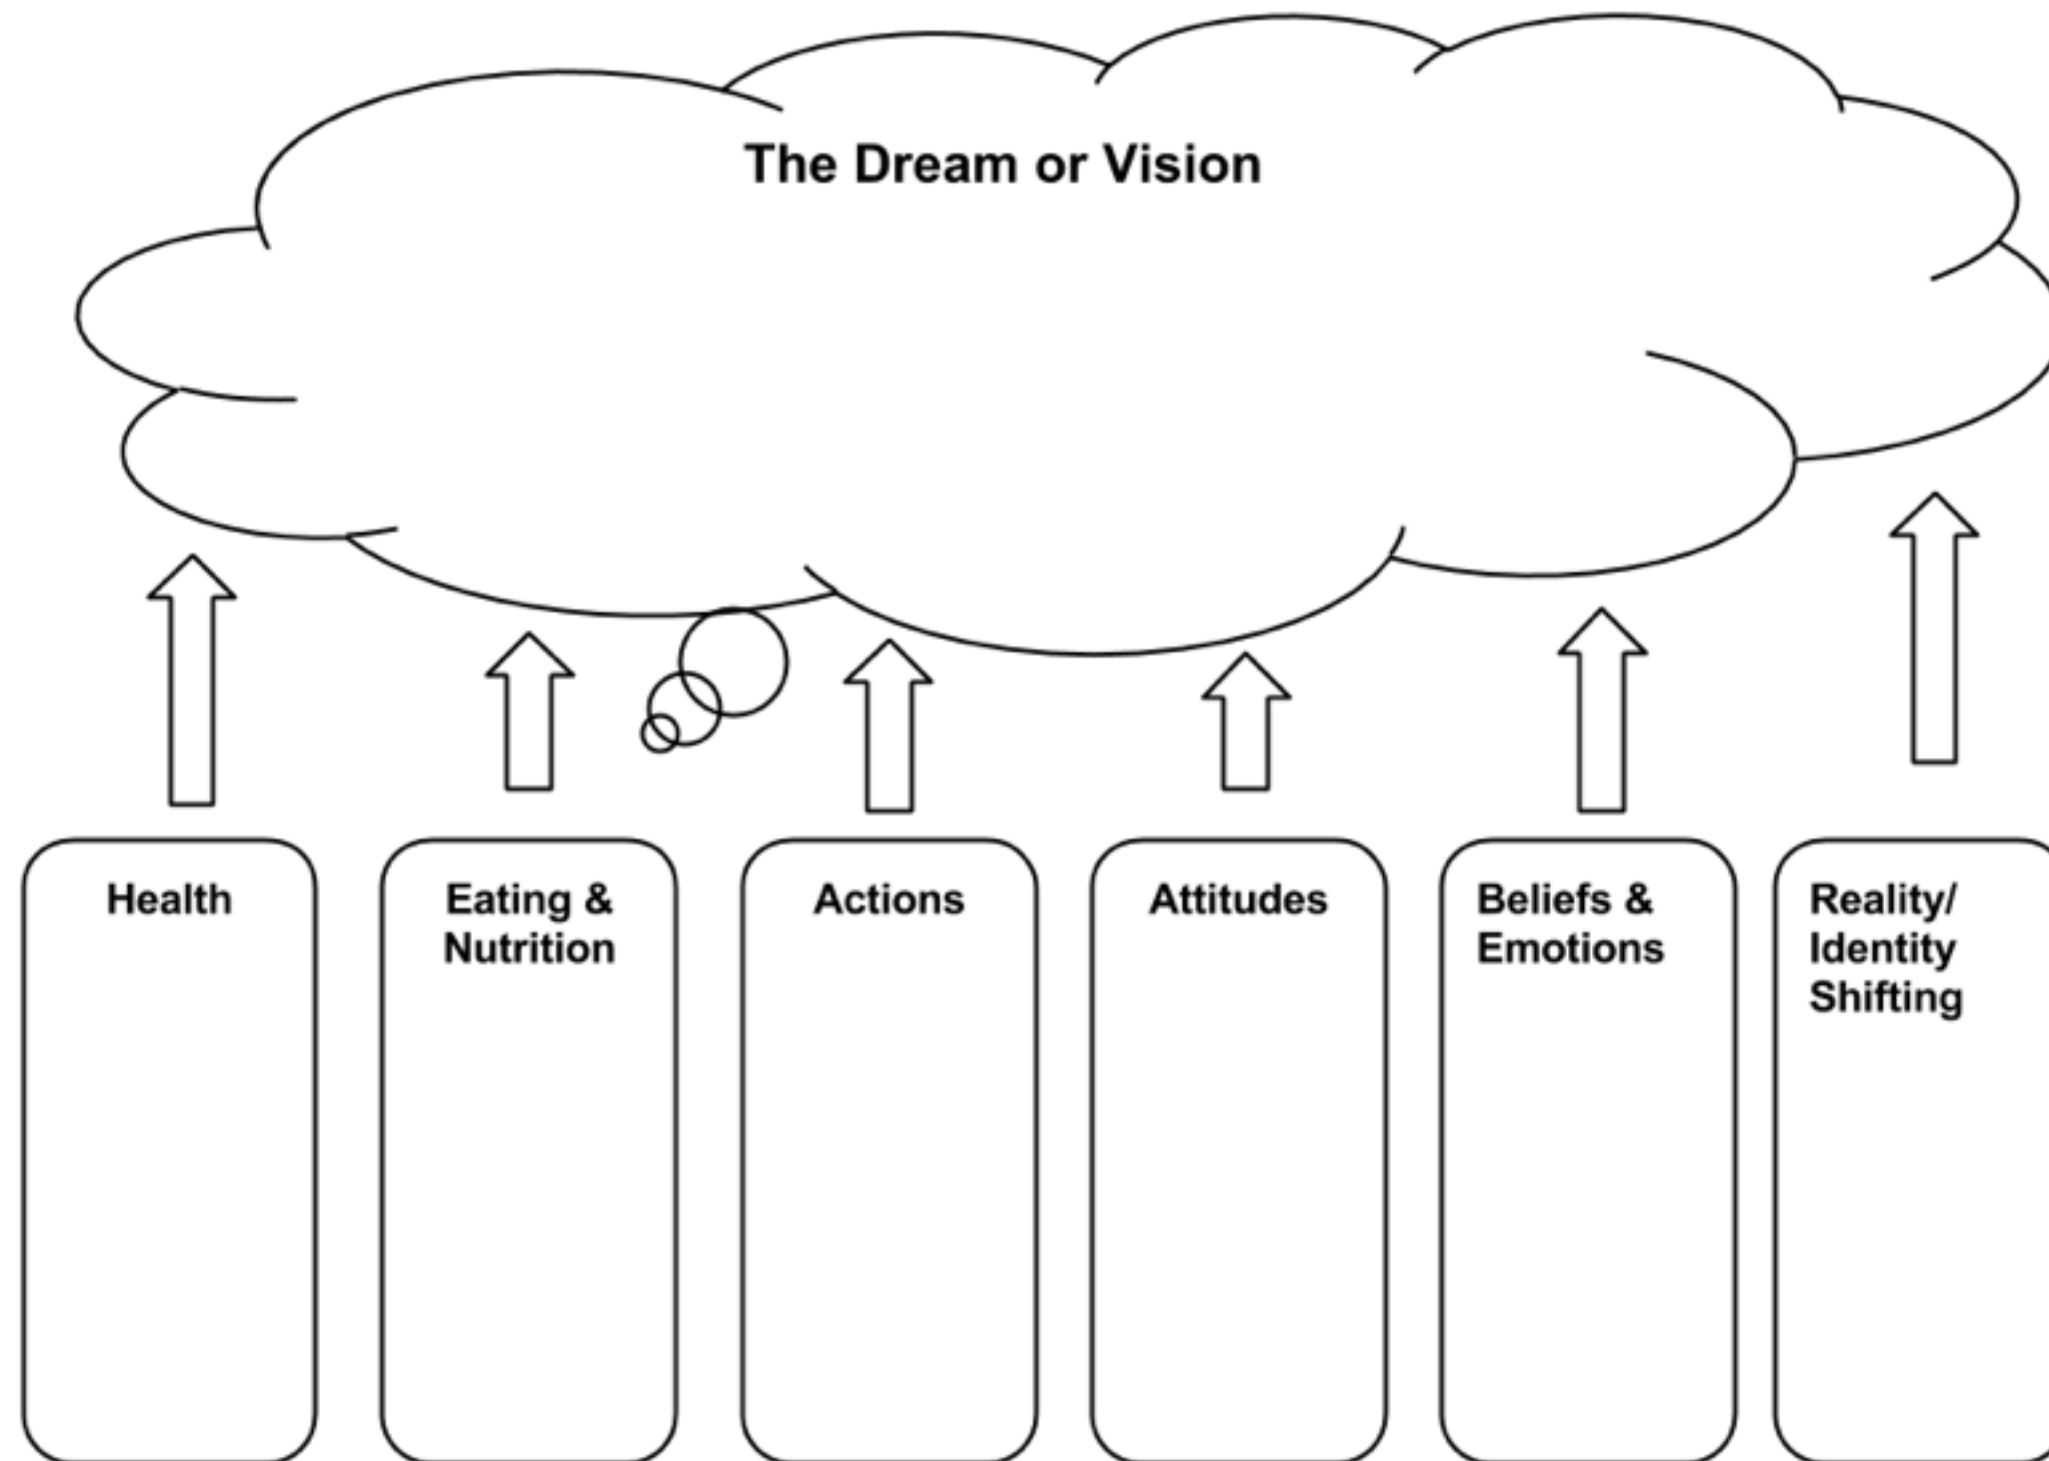 The Dream or Vision
Health
Eating &
Nutrition
Actions
Attitudes
Beliefs &
Emotions
Reality/
Identity
Shifting